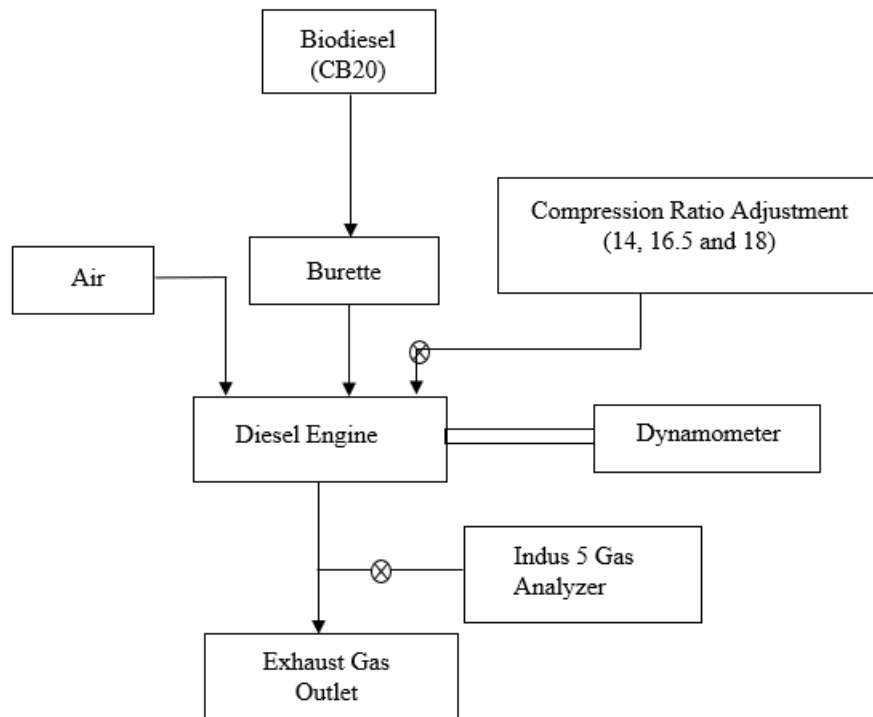 Biodiesel
(CB20)
Compression Ratio Adjustment
(14, 16.5 and 18)
Air
Burette
Diesel Engine
Dynamometer
Indus 5 Gas
Analyzer
Exhaust Gas
Outlet